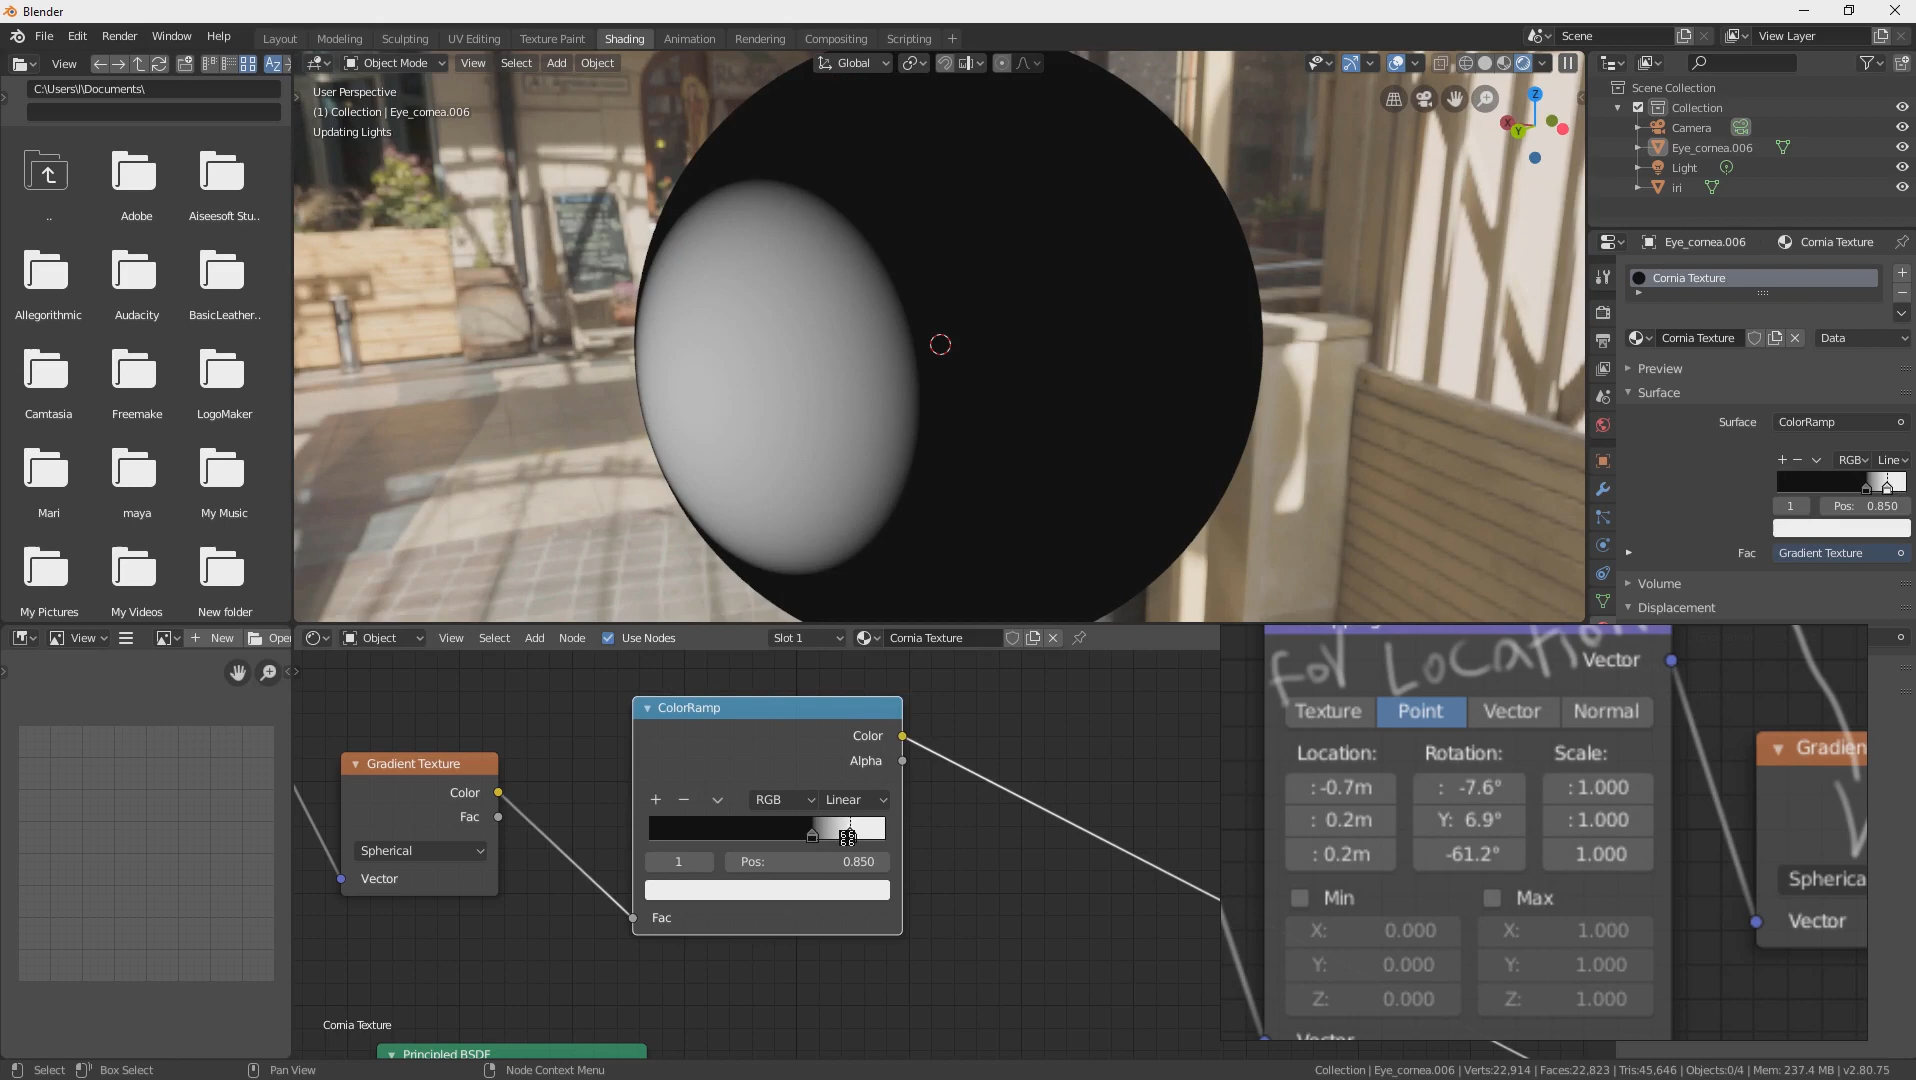 Blender
File Edit Render Window Help
Layout Modeling Sculpting UV Editing Texture Paint Shading Animation Rendering Compositing Scripting +
Scene
View Layer
View
C:\Users\l\Documents\
..
Adobe
Aiseesoft Stu..
Allegorithmic
Audacity
BasicLeather..
Camtasia
Freemake
LogoMaker
Mari
maya
My Music
My Pictures
My Videos
New folder
Object Mode View Select Add Object
Global
User Perspective
(1) Collection | Eye_cornea.006
Updating Lights
Z
X
Y
Scene Collection
Collection
Camera
Eye_cornea.006
Light
iri
Eye_cornea.006 Cornia Texture
Cornia Texture
Cornia Texture Data
Preview
Surface
Surface ColorRamp
RGB Line
1 Pos: 0.850
Fac Gradient Texture
Volume
Displacement
View New Open
Object View Select Add Node Use Nodes Slot 1 Cornia Texture
Gradient Texture
Color
Fac
Spherical
Vector
ColorRamp
Color
Alpha
RGB Linear
1 Pos: 0.850
Fac
for Location
Vector
Texture Point Vector Normal
Location: Rotation: Scale:
: -0.7m : -7.6° : 1.000
: 0.2m Y: 6.9° : 1.000
: 0.2m -61.2° 1.000
Min Max
X: 0.000 X: 1.000
Y: 0.000 Y: 1.000
Z: 0.000 Z: 1.000
Vector
Gradien
Spherica
Vector
Cornia Texture
Principled BSDF
Select Box Select Pan View Node Context Menu
Collection | Eye_cornea.006 | Verts:22,914 | Faces:22,823 | Tris:45,646 | Objects:0/4 | Mem: 237.4 MB | v2.80.75